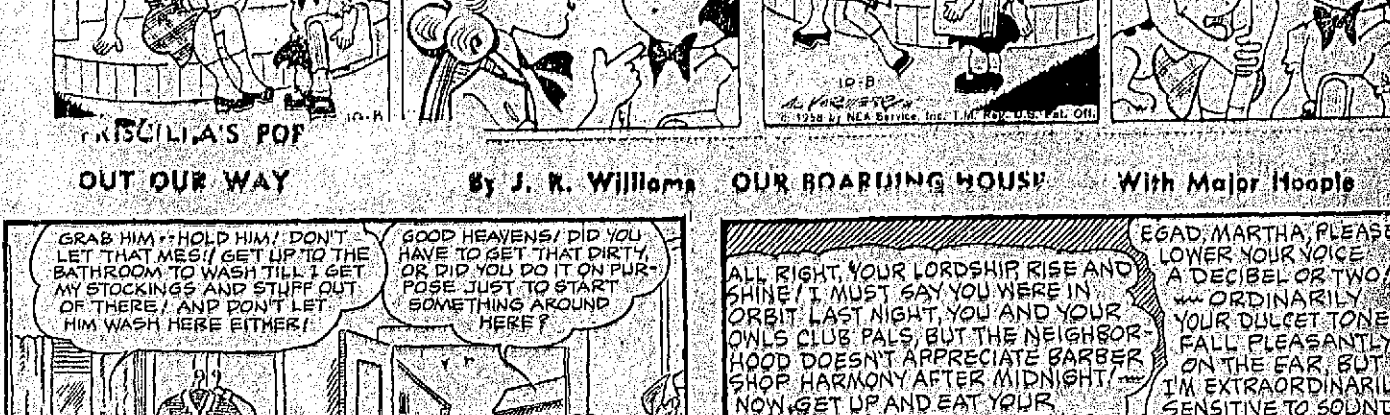 10-8
10-8
© 1958 by NEA Service, Inc. T.M. Reg. U.S. Pat. Off.
PRISCILLA'S POP
OUT OUR WAY
By J. R. Williams
OUR BOARDING HOUSE
With Major Hoople
GRAB HIM--HOLD HIM! DON'T
LET THAT MESS GET UP TO THE
BATHROOM TO WASH TILL I GET
MY STOCKINGS AND STUFF OUT
OF THERE! AND DON'T LET
HIM WASH HERE EITHER!
GOOD HEAVENS! DID YOU
HAVE TO GET THAT DIRTY,
OR DID YOU DO IT ON PUR-
POSE JUST TO START
SOMETHING AROUND
HERE?
ALL RIGHT, YOUR LORDSHIP, RISE AND
SHINE! I MUST SAY YOU WERE IN
ORBIT LAST NIGHT, YOU AND YOUR
OWLS CLUB PALS, BUT THE NEIGHBOR-
HOOD DOESN'T APPRECIATE BARBER
SHOP HARMONY AFTER MIDNIGHT!
NOW GET UP AND EAT YOUR
EGAD, MARTHA, PLEASE
LOWER YOUR VOICE
A DECIBEL OR TWO!
-- ORDINARILY
YOUR DULCET TONE
FALL PLEASANTLY
ON THE EAR, BUT
I'M EXTRAORDINARIL
SENSITIVE TO SOUN